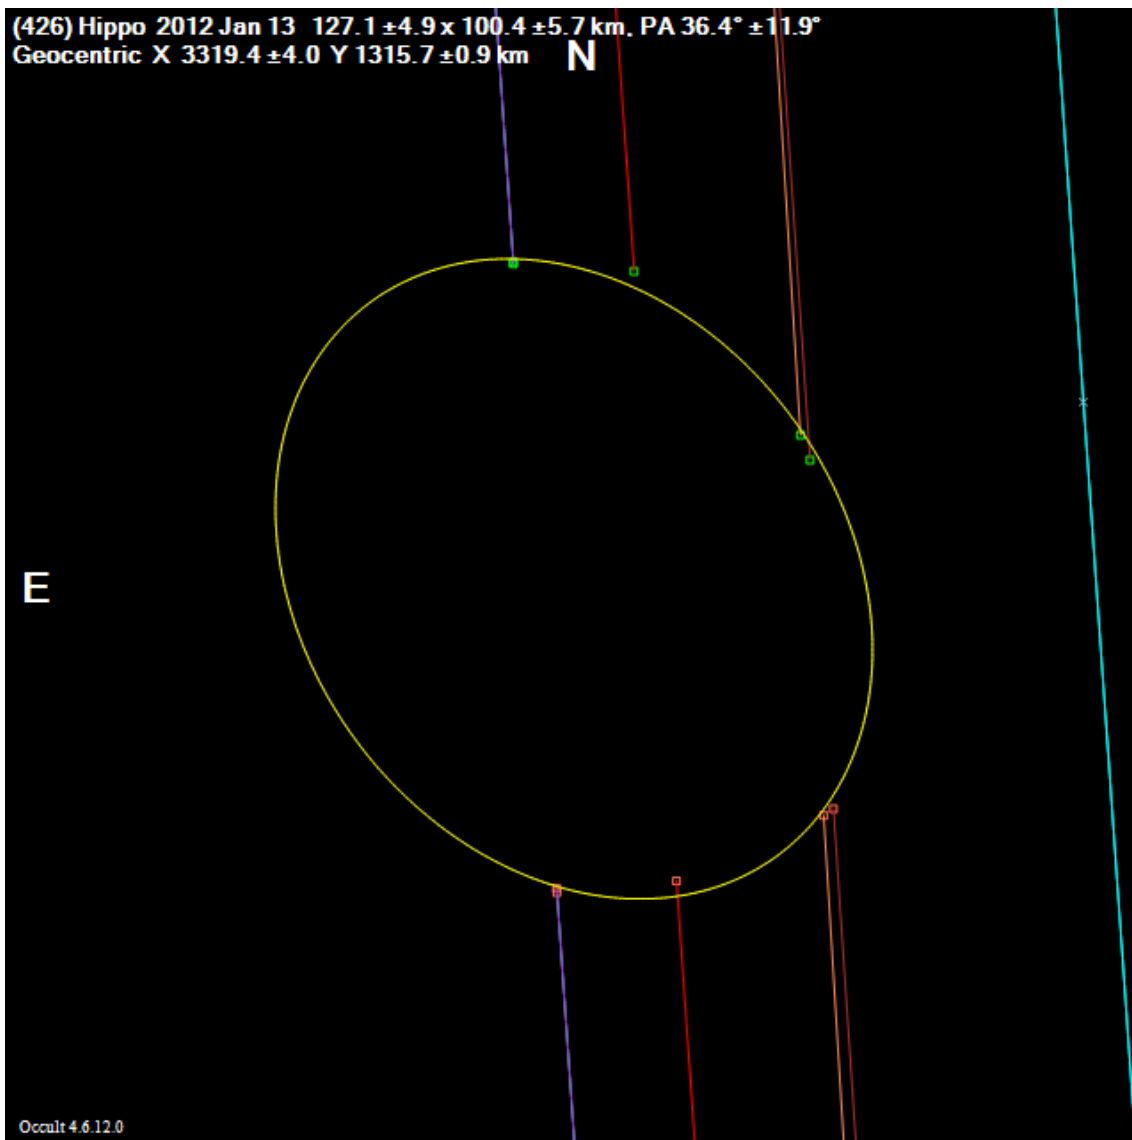 (426) Hippo 2012 Jan 13 127.1 ±4.9 x 100.4 ±5.7 km, PA 36.4° ±11.9°
Geocentric X 3319.4 ±4.0 Y 1315.7 ±0.9 km
N
E
Occult 4.6.12.0